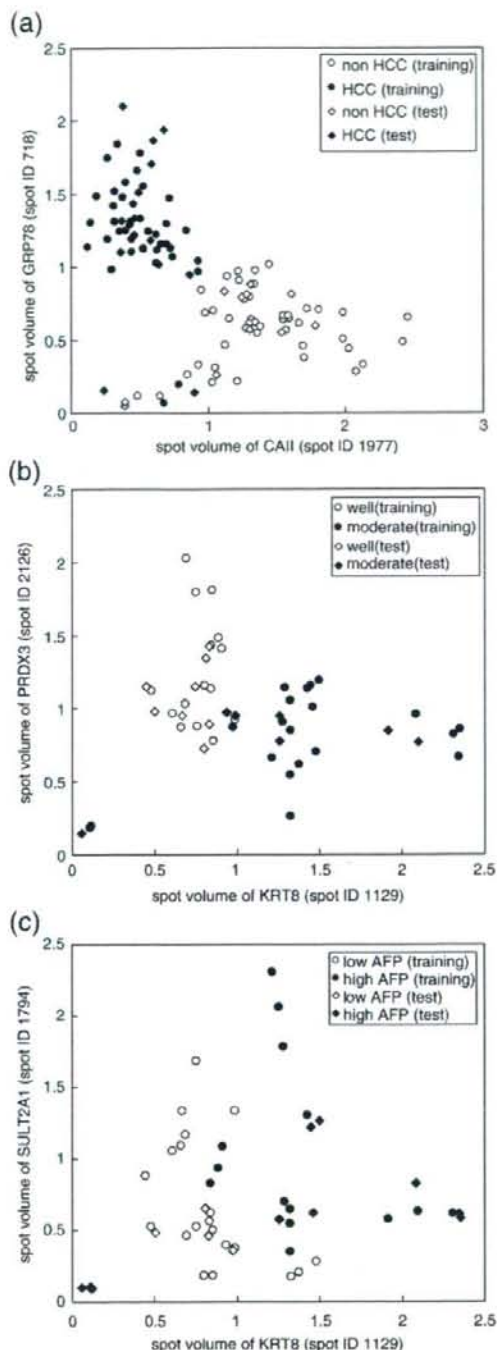 (a)
2.5
2
1.5
1
0.5
0
0
1
2
3
spot volume of GRP78 (spot ID 718)
spot volume of CAII (spot ID 1977)
non HCC (training)
HCC (training)
non HCC (test)
HCC (test)
(b)
2.5
2
1.5
1
0.5
0
0
0.5
1
1.5
2
2.5
spot volume of PRDX3 (spot ID 2126)
spot volume of KRT8 (spot ID 1129)
well(training)
moderate(training)
well(test)
moderate(test)
(c)
2.5
2
1.5
1
0.5
0
0
0.5
1
1.5
2
2.5
spot volume of SULT2A1 (spot ID 1794)
spot volume of KRT8 (spot ID 1129)
low AFP (training)
high AFP (training)
low AFP (test)
high AFP (test)